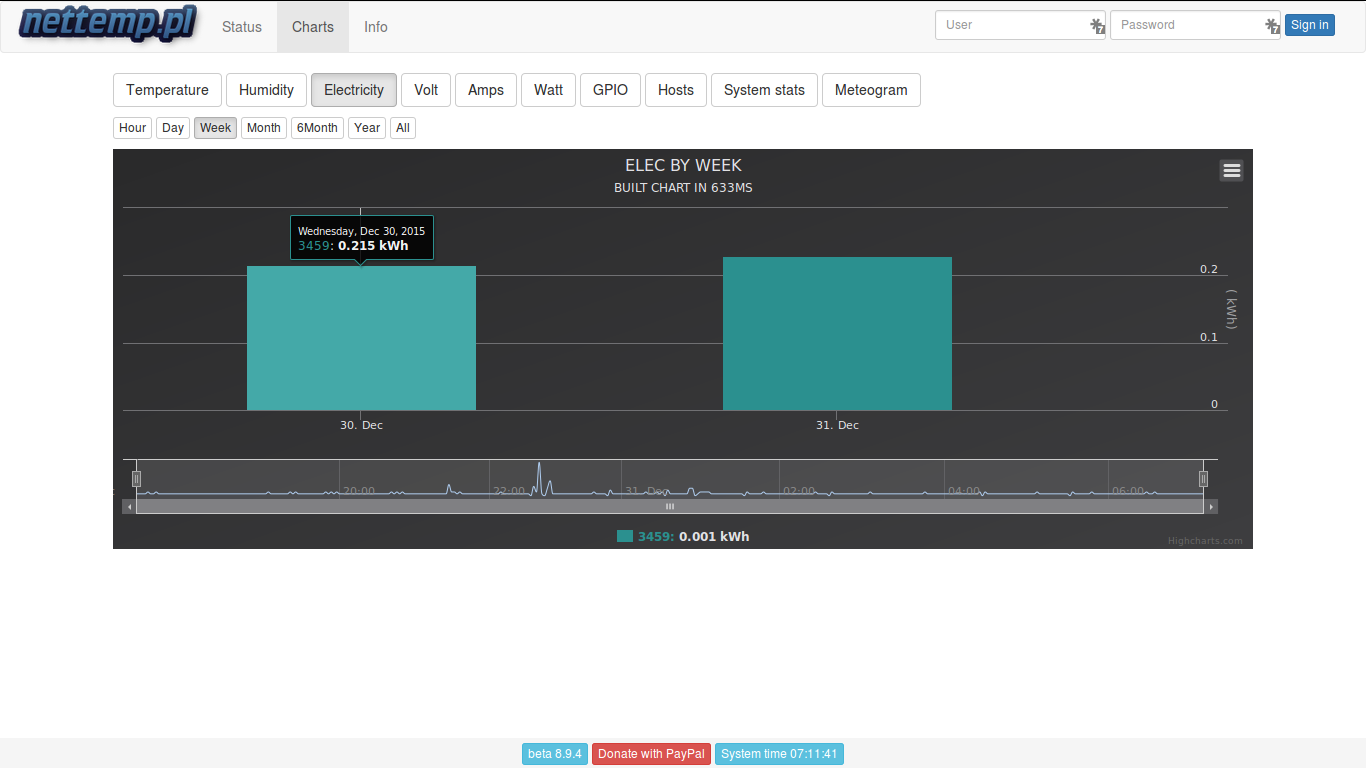 nettemp.pl Status Charts Info User Password Sign in
Temperature Humidity Electricity Volt Amps Watt GPIO Hosts System stats Meteogram
Hour Day Week Month 6Month Year All
ELEC BY WEEK
BUILT CHART IN 633MS
Wednesday, Dec 30, 2015
3459: 0.215 kWh
0.2
( kWh)
0.1
0
30. Dec 31. Dec
20:00 22:00 31. Dec 02:00 04:00 06:00
3459: 0.001 kWh
Highcharts.com
beta 8.9.4 Donate with PayPal System time 07:11:41